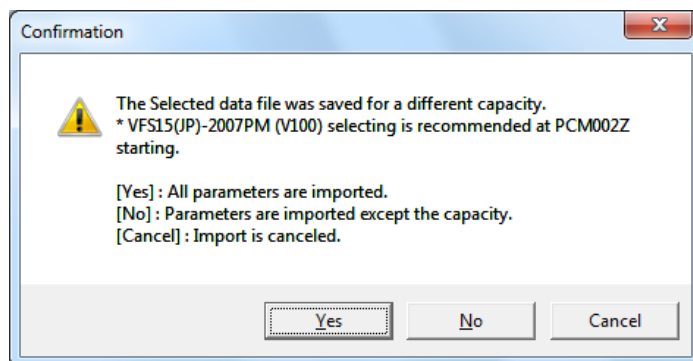 Confirmation
The Selected data file was saved for a different capacity.
* VFS15(JP)-2007PM (V100) selecting is recommended at PCM002Z
starting.
[Yes] : All parameters are imported.
[No] : Parameters are imported except the capacity.
[Cancel] : Import is canceled.
Yes
No
Cancel